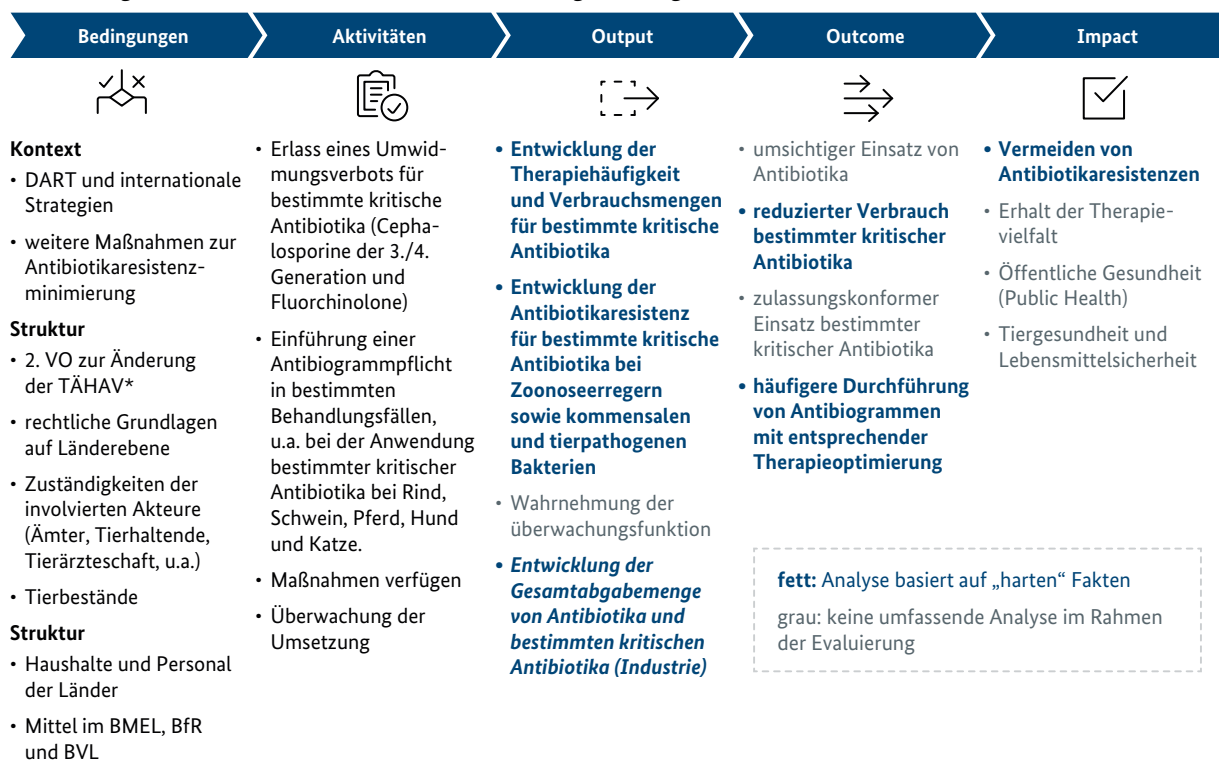 Bedingungen
Aktivitäten
Output
Outcome
Impact
Kontext
• DART und internationale
Strategien
• weitere Maßnahmen zur
Antibiotikaresistenz-
minimierung
Struktur
• 2. VO zur Änderung
der TÄHAV*
• rechtliche Grundlagen
auf Länderebene
• Zuständigkeiten der
involvierten Akteure
(Ämter, Tierhaltende,
Tierärzteschaft, u.a.)
• Tierbestände
Struktur
• Haushalte und Personal
der Länder
• Mittel im BMEL, BfR
und BVL
• Erlass eines Umwid-
mungsverbots für
bestimmte kritische
Antibiotika (Cepha-
losporine der 3./4.
Generation und
Fluorchinolone)
• Einführung einer
Antibiogrammpflicht
in bestimmten
Behandlungsfällen,
u.a. bei der Anwendung
bestimmter kritischer
Antibiotika bei Rind,
Schwein, Pferd, Hund
und Katze.
• Maßnahmen verfügen
• Überwachung der
Umsetzung
• Entwicklung der
Therapiehäufigkeit
und Verbrauchsmengen
für bestimmte kritische
Antibiotika
• Entwicklung der
Antibiotikaresistenz
für bestimmte kritische
Antibiotika bei
Zoonoseerregern
sowie kommensalen
und tierpathogenen
Bakterien
• Wahrnehmung der
überwachungsfunktion
• Entwicklung der
Gesamtabgabemenge
von Antibiotika und
bestimmten kritischen
Antibiotika (Industrie)
• umsichtiger Einsatz von
Antibiotika
• reduzierter Verbrauch
bestimmter kritischer
Antibiotika
• zulassungskonformer
Einsatz bestimmter
kritischer Antibiotika
• häufigere Durchführung
von Antibiogrammen
mit entsprechender
Therapieoptimierung
• Vermeiden von
Antibiotikaresistenzen
• Erhalt der Therapie-
vielfalt
• Öffentliche Gesundheit
(Public Health)
• Tiergesundheit und
Lebensmittelsicherheit
fett: Analyse basiert auf „harten“ Fakten
grau: keine umfassende Analyse im Rahmen
der Evaluierung